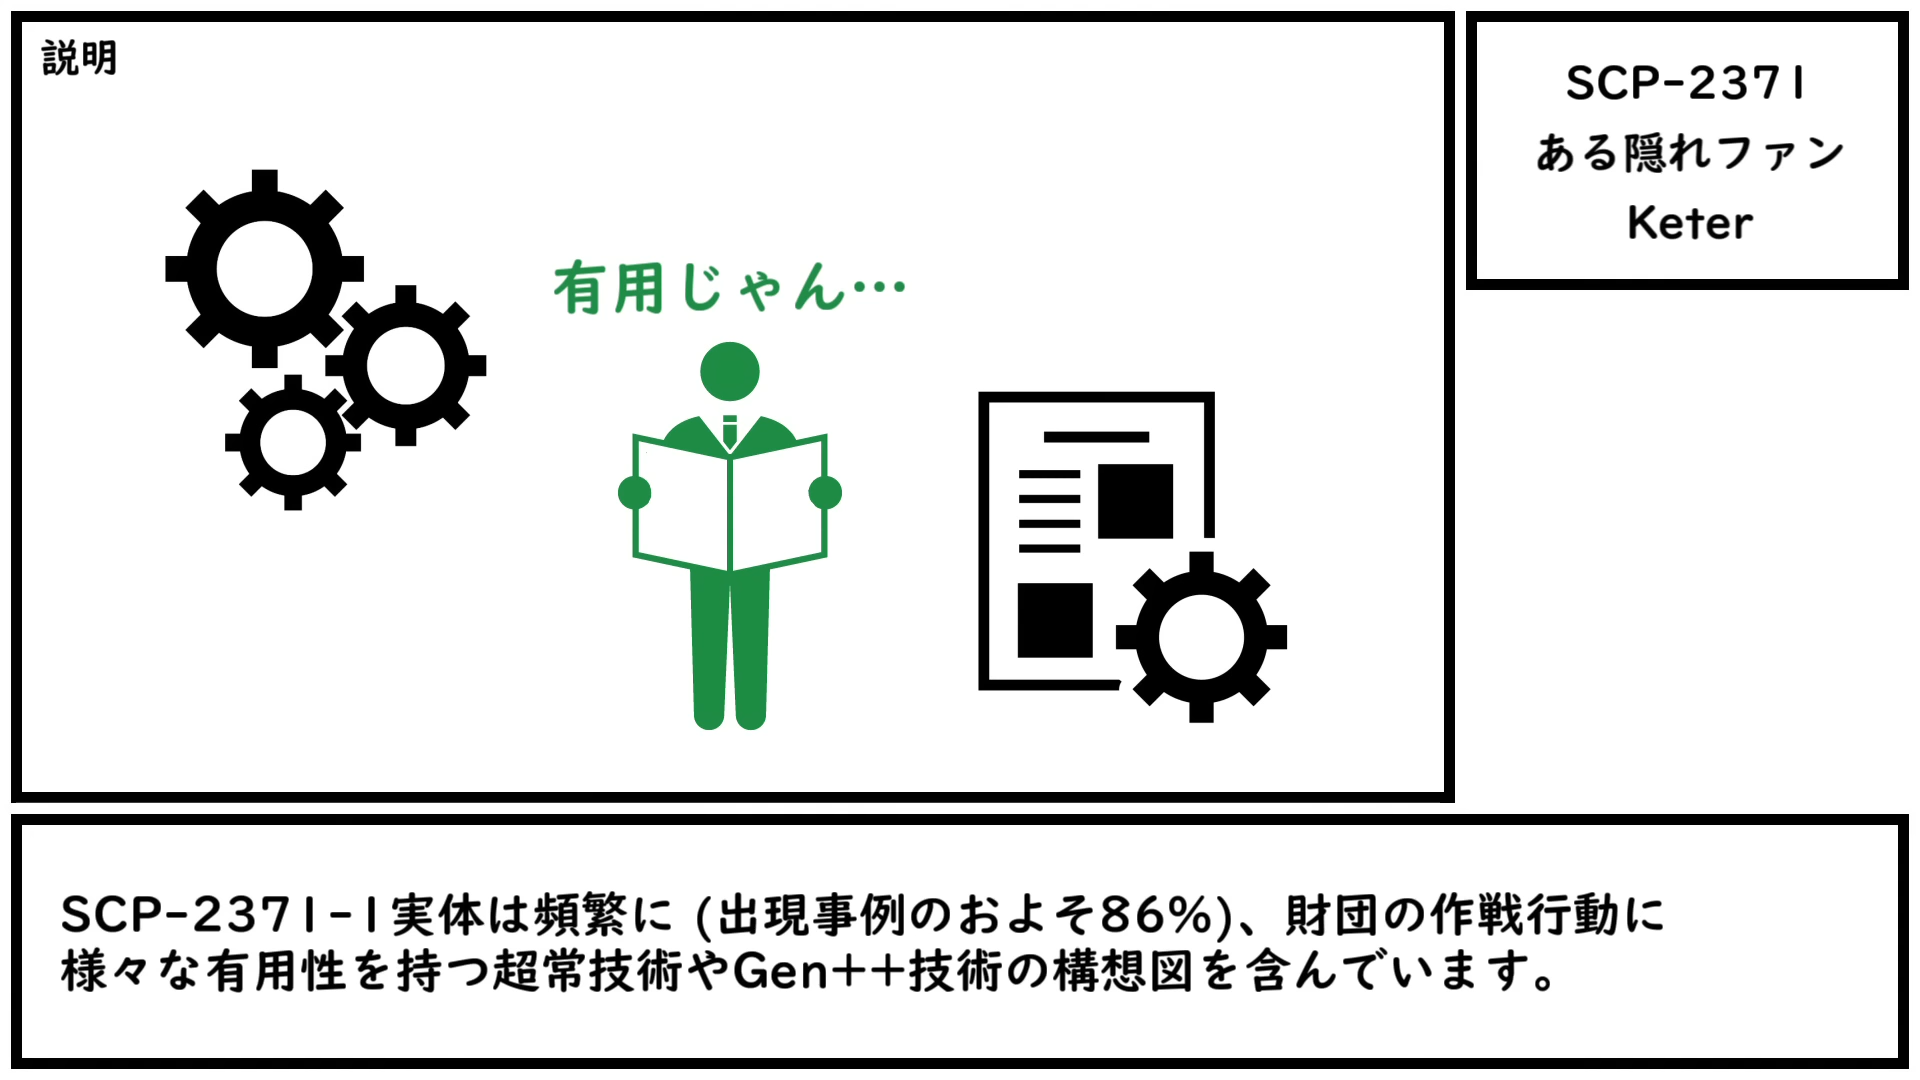 説明
SCP-2371
ある隠れファン
Keter
有用じゃん…
SCP-2371-1実体は頻繁に (出現事例のおよそ86%)、財団の作戦行動に
様々な有用性を持つ超常技術やGen++技術の構想図を含んでいます。